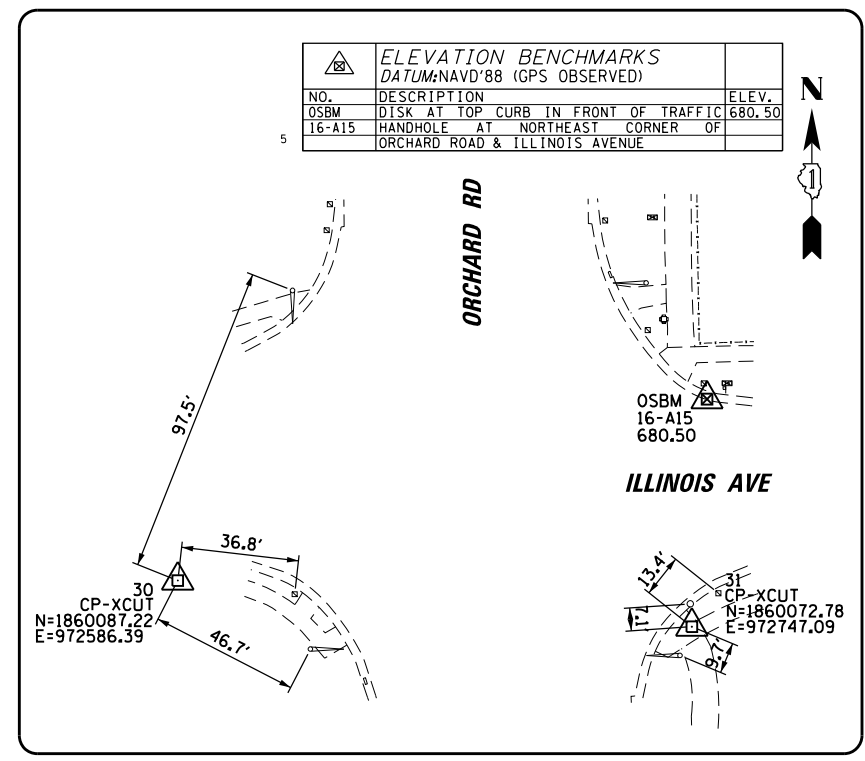 ELEVATION BENCHMARKS
DATUM:NAVD'88 (GPS OBSERVED)
NO. DESCRIPTION ELEV.
OSBM DISK AT TOP CURB IN FRONT OF TRAFFIC 680.50
16-A15 HANDHOLE AT NORTHEAST CORNER OF
ORCHARD ROAD & ILLINOIS AVENUE
5
N
1
ORCHARD RD
97.5'
OSBM
16-A15
680.50
ILLINOIS AVE
36.8'
30
CP-XCUT
N=1860087.22
E=972586.39
46.7'
13.4'
31
CP-XCUT
N=1860072.78
E=972747.09
7.1'
9.7'